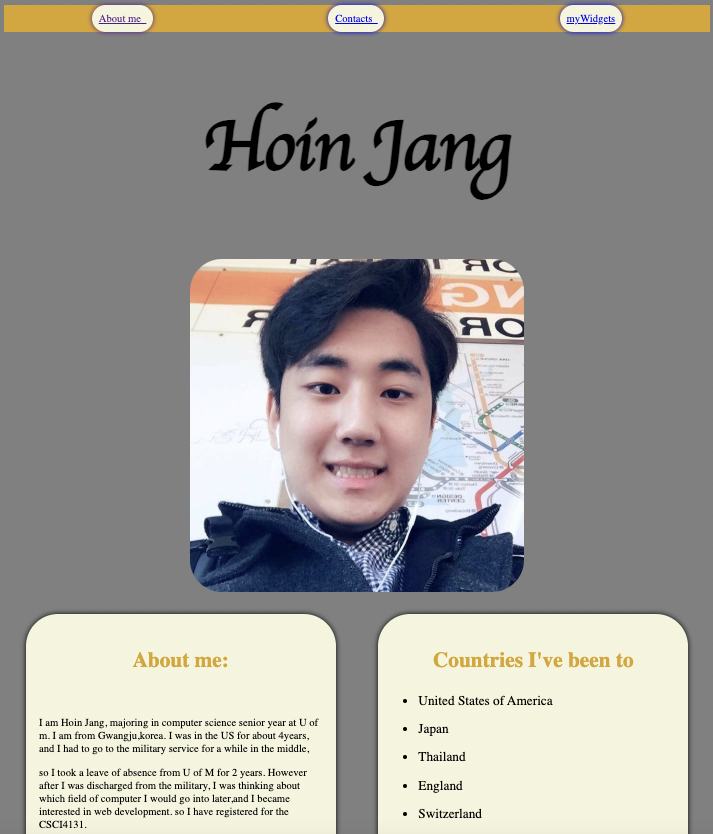 About me
Contacts
myWidgets
Hoin Jang
About me:
I am Hoin Jang, majoring in computer science senior year at U of
m. I am from Gwangju,korea. I was in the US for about 4years,
and I had to go to the military service for a while in the middle,
so I took a leave of absence from U of M for 2 years. However
after I was discharged from the military, I was thinking about
which field of computer I would go into later,and I became
interested in web development. so I have registered for the
CSCI4131.
Countries I've been to
United States of America
Japan
Thailand
England
Switzerland